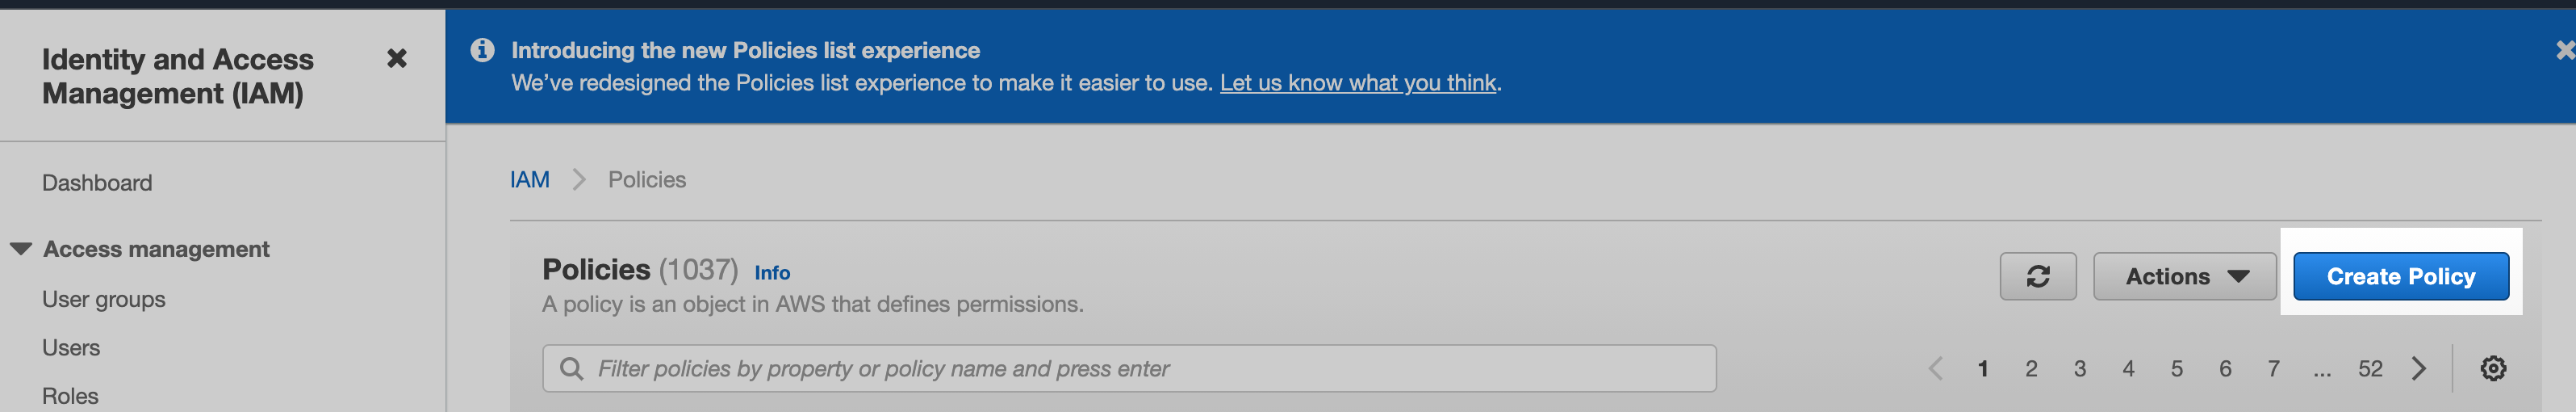 Identity and Access
Management (IAM)
Dashboard
Access management
User groups
Users
Roles
Introducing the new Policies list experience
We’ve redesigned the Policies list experience to make it easier to use. Let us know what you think.
IAM Policies
Policies (1037) Info
A policy is an object in AWS that defines permissions.
Actions
Create Policy
Filter policies by property or policy name and press enter
1 2 3 4 5 6 7 ... 52